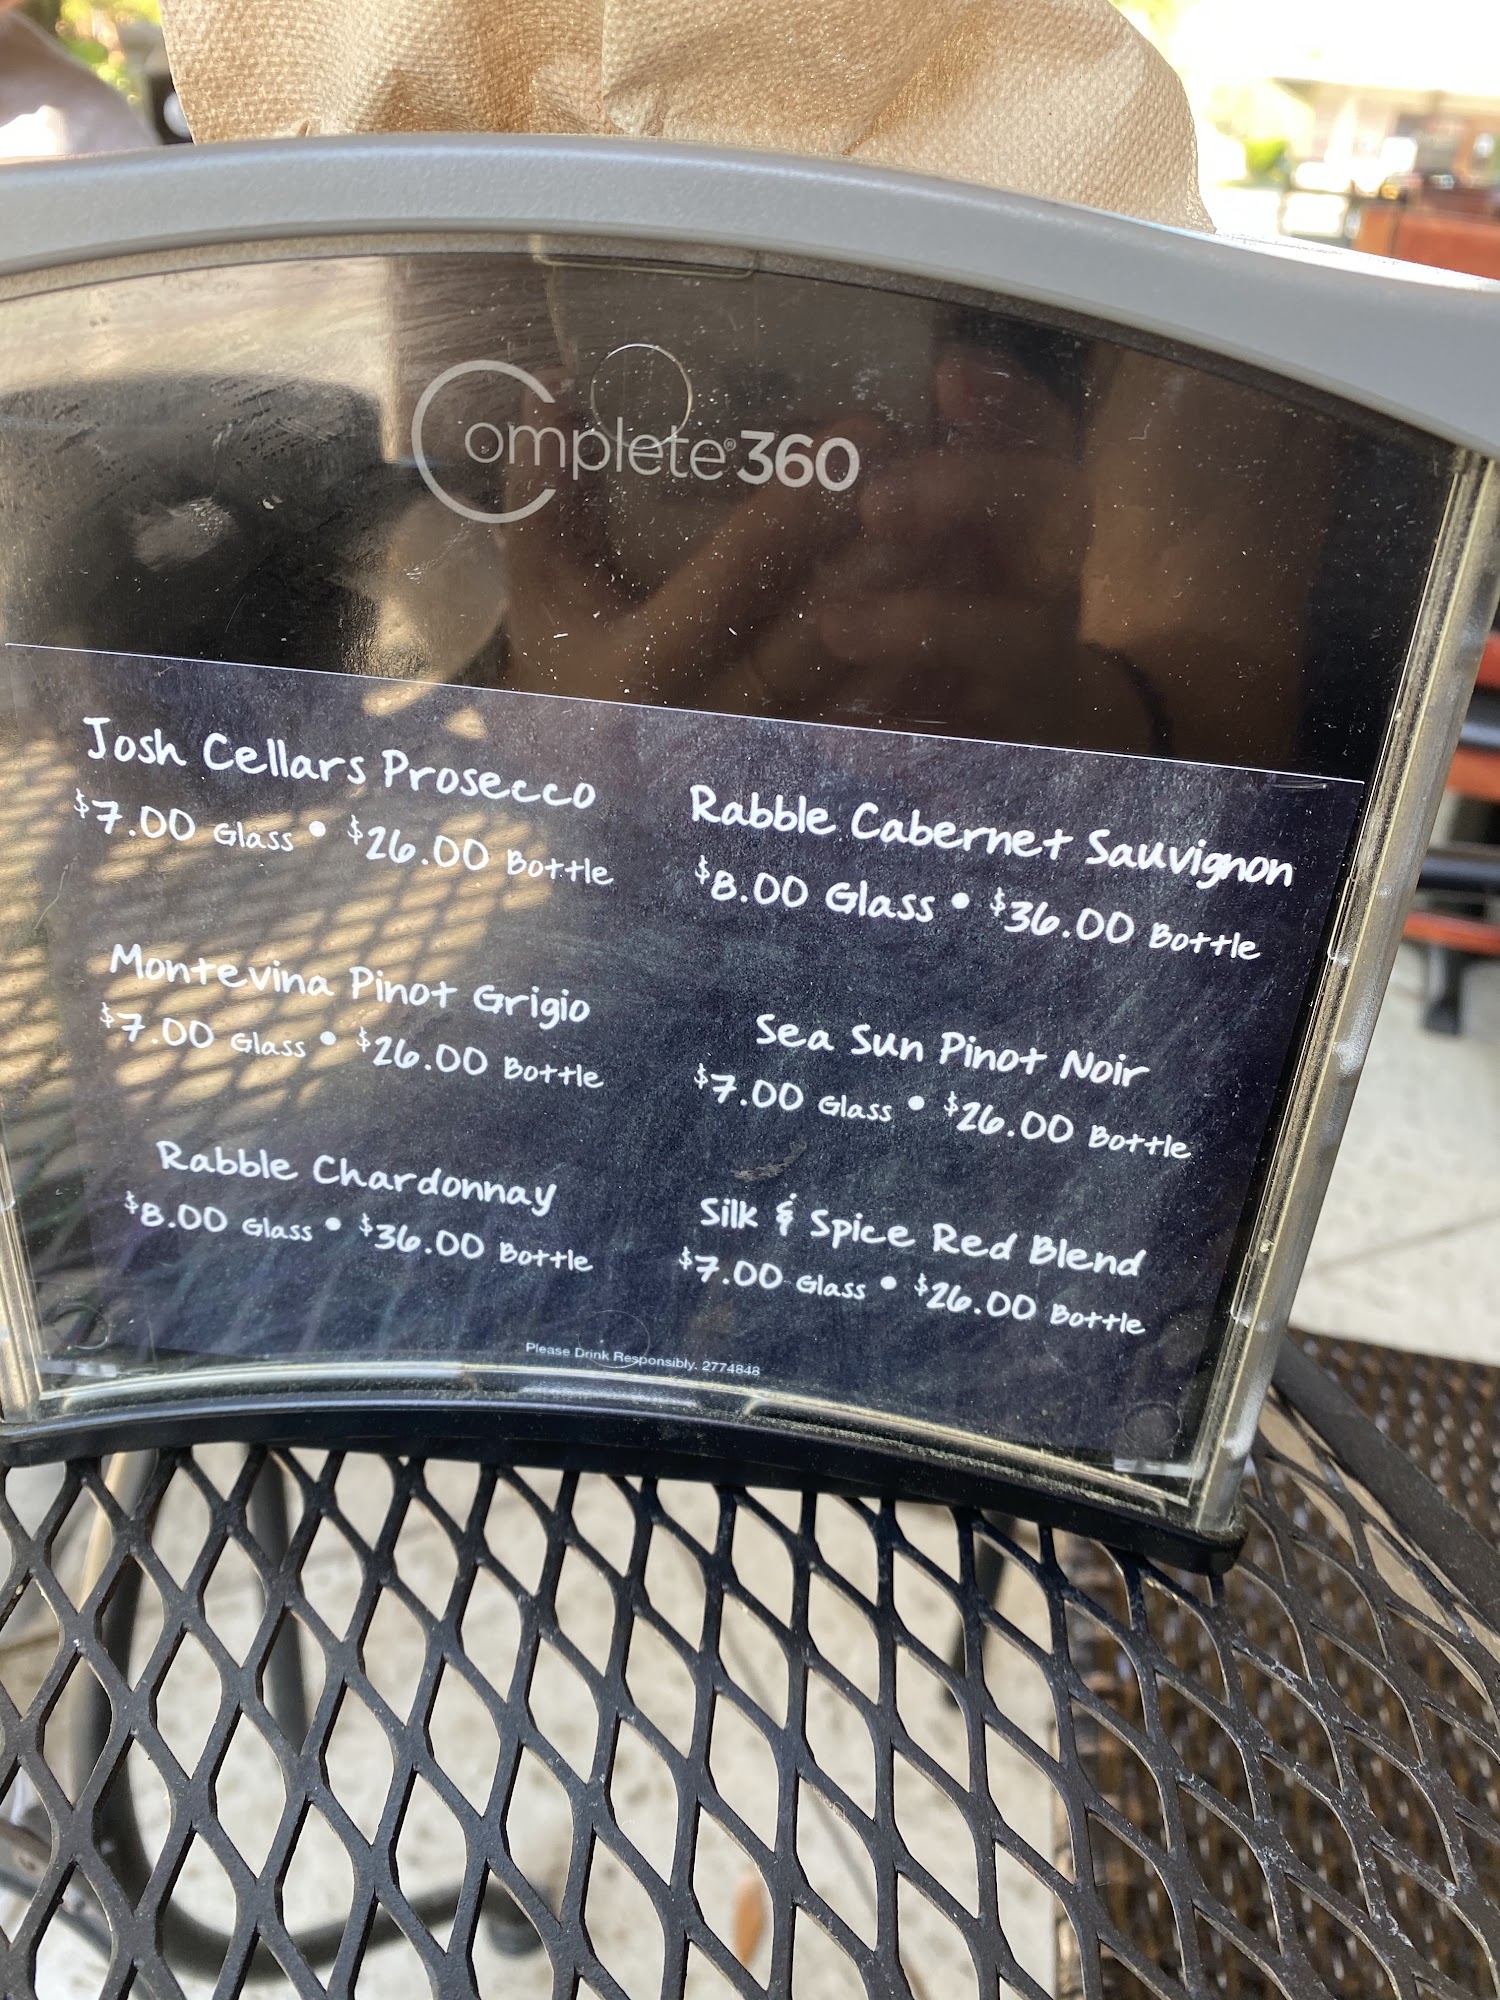 Complete®360
Josh Cellars Prosecco
$7.00 Glass • $26.00 Bottle
Montevina Pinot Grigio
$7.00 Glass • $26.00 Bottle
Rabble Chardonnay
$8.00 Glass • $36.00 Bottle
Rabble Cabernet Sauvignon
$8.00 Glass • $36.00 Bottle
Sea Sun Pinot Noir
$7.00 Glass • $26.00 Bottle
Silk & Spice Red Blend
$7.00 Glass • $26.00 Bottle
Please Drink Responsibly. 2774848